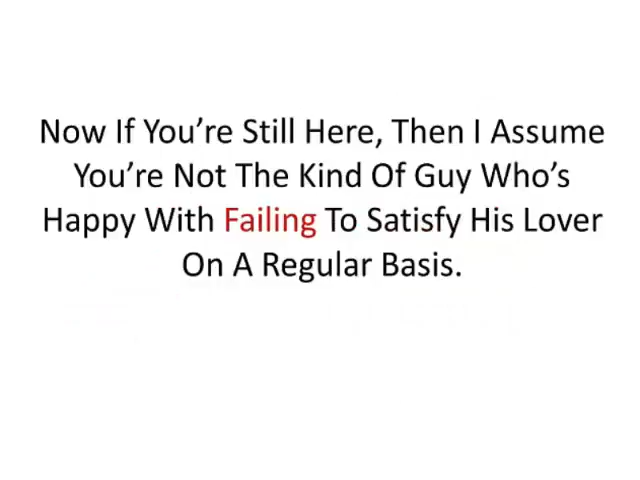 Now If You’re Still Here, Then I Assume
You’re Not The Kind Of Guy Who’s
Happy With Failing To Satisfy His Lover
On A Regular Basis.